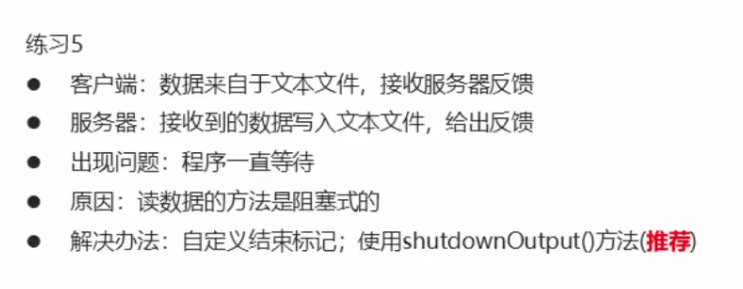 练习5
● 客户端：数据来自于文本文件，接收服务器反馈
● 服务器：接收到的数据写入文本文件，给出反馈
● 出现问题：程序一直等待
● 原因：读数据的方法是阻塞式的
● 解决办法：自定义结束标记；使用shutdownOutput()方法(推荐)